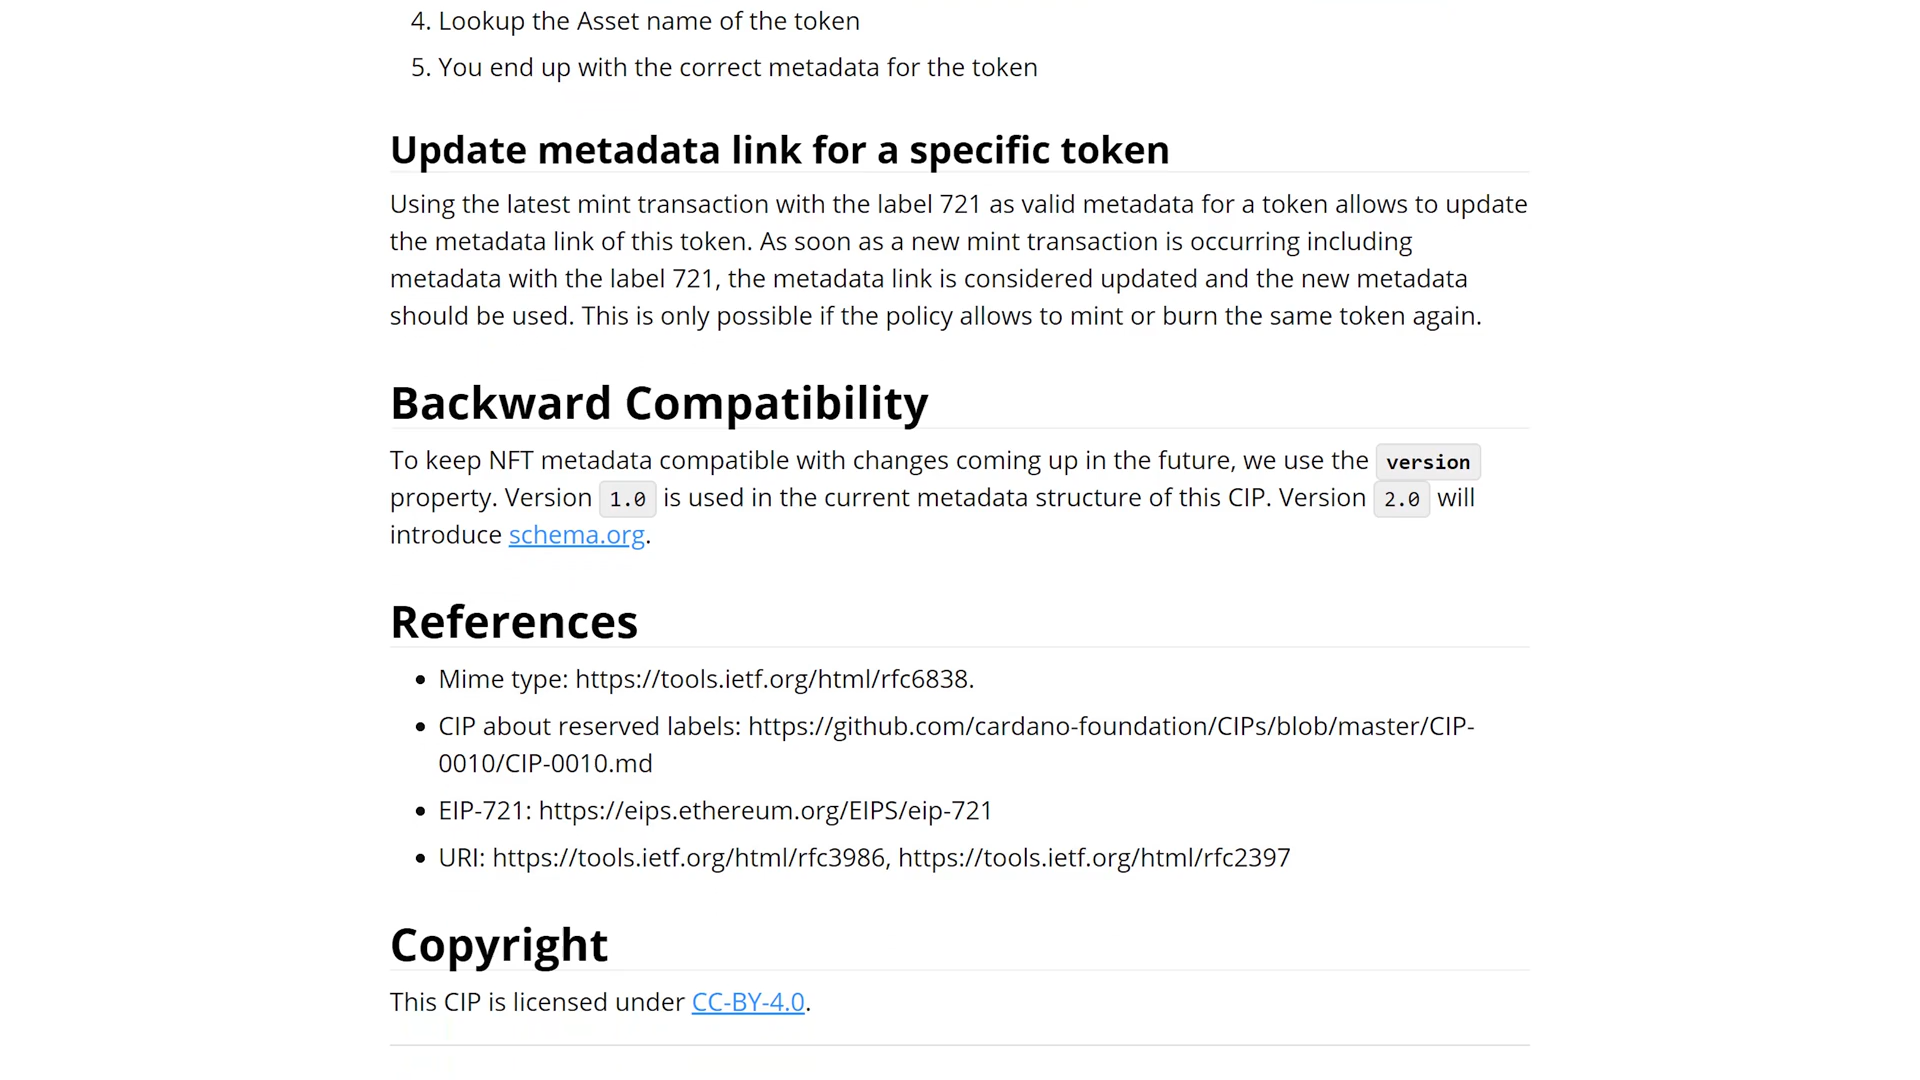 4. Lookup the Asset name of the token
5. You end up with the correct metadata for the token
Update metadata link for a specific token
Using the latest mint transaction with the label 721 as valid metadata for a token allows to update
the metadata link of this token. As soon as a new mint transaction is occurring including
metadata with the label 721, the metadata link is considered updated and the new metadata
should be used. This is only possible if the policy allows to mint or burn the same token again.
Backward Compatibility
To keep NFT metadata compatible with changes coming up in the future, we use the version
property. Version 1.0 is used in the current metadata structure of this CIP. Version 2.0 will
introduce schema.org.
References
• Mime type: https://tools.ietf.org/html/rfc6838.
• CIP about reserved labels: https://github.com/cardano-foundation/CIPs/blob/master/CIP-
0010/CIP-0010.md
• EIP-721: https://eips.ethereum.org/EIPS/eip-721
• URI: https://tools.ietf.org/html/rfc3986, https://tools.ietf.org/html/rfc2397
Copyright
This CIP is licensed under CC-BY-4.0.